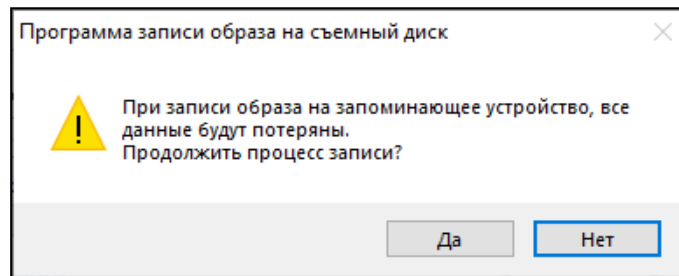 Программа записи образа на съемный диск
При записи образа на запоминающее устройство, все
данные будут потеряны.
Продолжить процесс записи?
Да
Нет